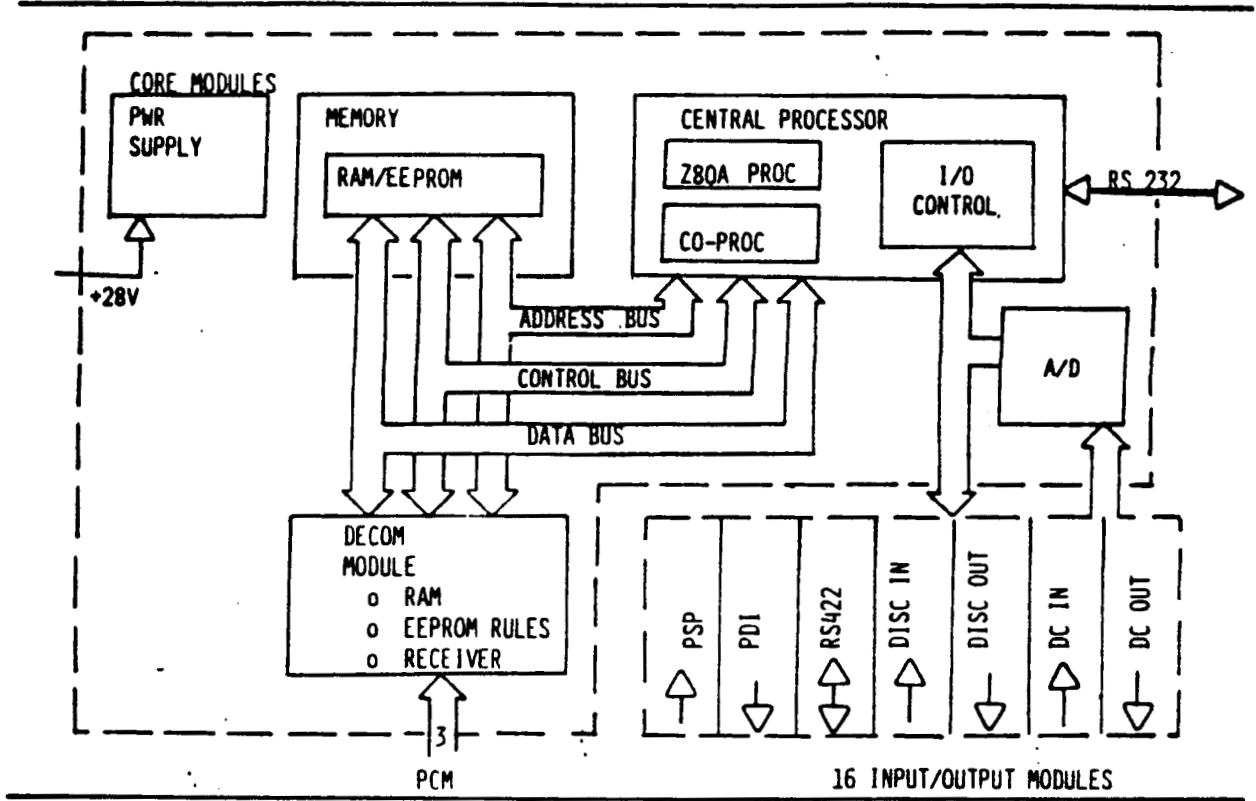 CORE MODULES
PWR
SUPPLY
+28V
MEMORY
RAM/EEPROM
CENTRAL PROCESSOR
Z80A PROC
CO-PROC
I/O
CONTROL
RS 232
A/D
ADDRESS BUS
CONTROL BUS
DATA BUS
DECOM
MODULE
o RAM
o EEPROM RULES
o RECEIVER
3
PCM
PSP
PDI
RS422
DISC IN
DISC OUT
DC IN
DC OUT
16 INPUT/OUTPUT MODULES